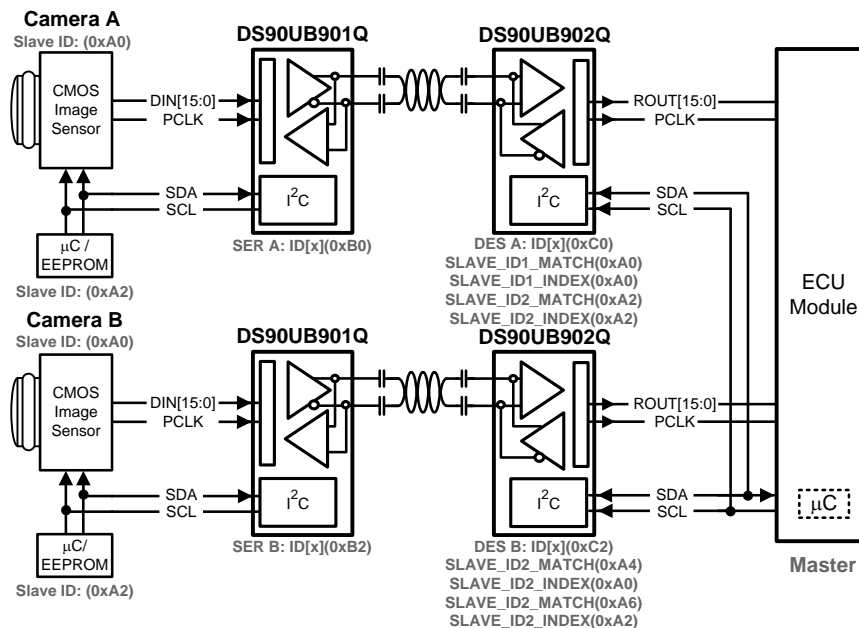 Camera A
Slave ID: (0xA0)
CMOS
Image
Sensor
DIN[15:0]
PCLK
SDA
SCL
µC /
EEPROM
Slave ID: (0xA2)
DS90UB901Q
I2C
SER A: ID[x](0xB0)
DS90UB902Q
I2C
DES A: ID[x](0xC0)
SLAVE_ID1_MATCH(0xA0)
SLAVE_ID1_INDEX(0xA0)
SLAVE_ID2_MATCH(0xA2)
SLAVE_ID2_INDEX(0xA2)
ROUT[15:0]
PCLK
SDA
SCL
ECU
Module
Camera B
Slave ID: (0xA0)
CMOS
Image
Sensor
DIN[15:0]
PCLK
SDA
SCL
µC/
EEPROM
Slave ID: (0xA2)
DS90UB901Q
I2C
SER B: ID[x](0xB2)
DS90UB902Q
I2C
DES B: ID[x](0xC2)
SLAVE_ID2_MATCH(0xA4)
SLAVE_ID2_INDEX(0xA0)
SLAVE_ID2_MATCH(0xA6)
SLAVE_ID2_INDEX(0xA2)
ROUT[15:0]
PCLK
SDA
SCL
µC
Master